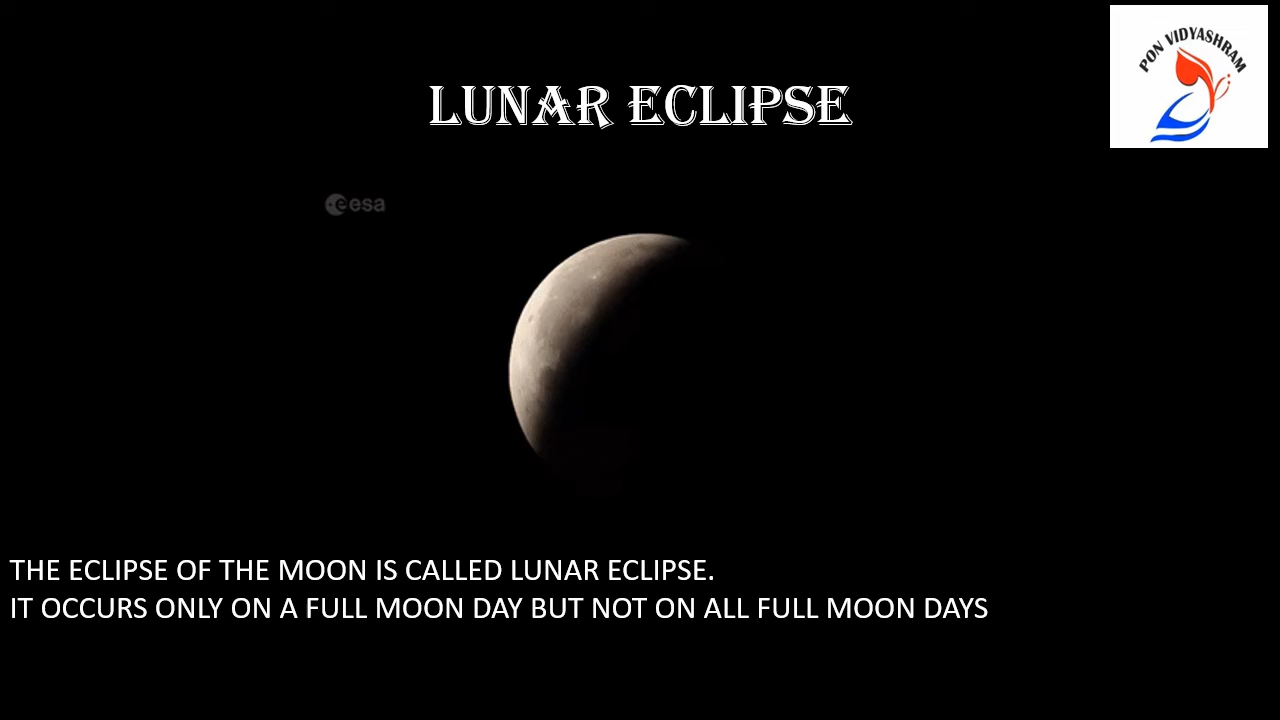 PON VIDYASHRAM
LUNAR ECLIPSE
esa
THE ECLIPSE OF THE MOON IS CALLED LUNAR ECLIPSE.
IT OCCURS ONLY ON A FULL MOON DAY BUT NOT ON ALL FULL MOON DAYS